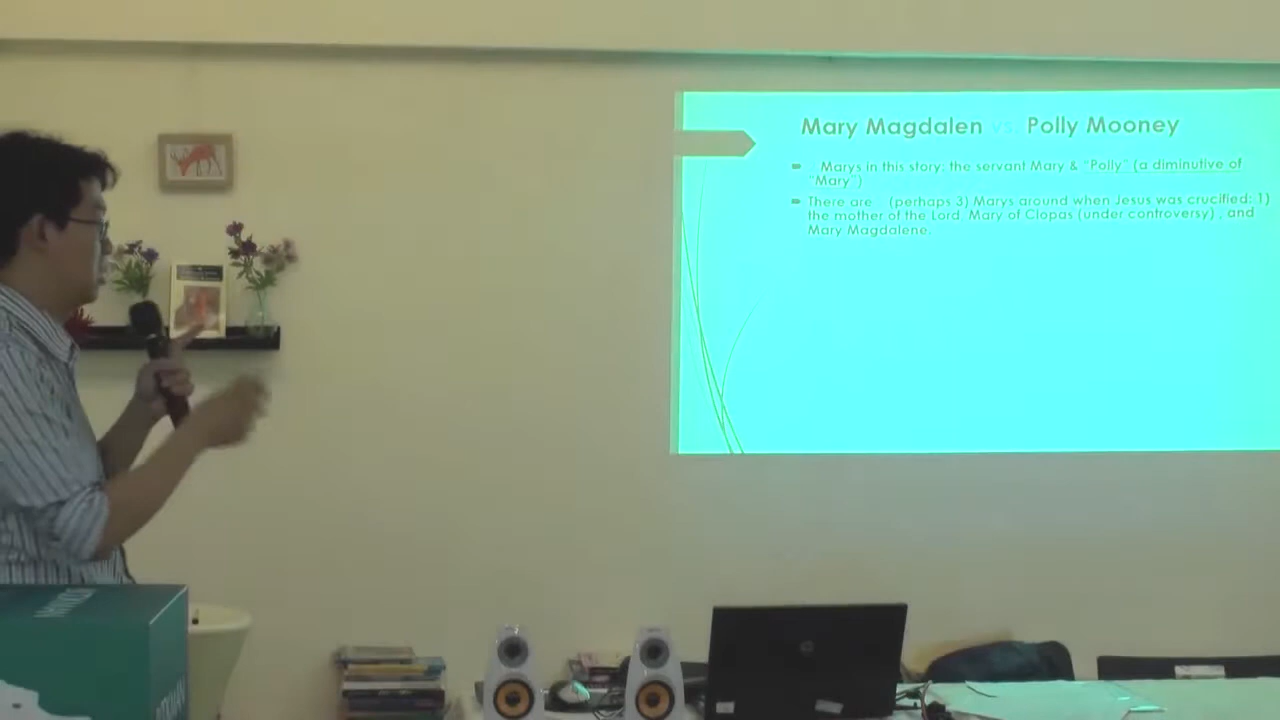 Mary Magdalen vs. Polly Mooney
Marys in this story: the servant Mary & "Polly" (a diminutive of
"Mary")
There are (perhaps 3) Marys around when Jesus was crucified: 1)
the mother of the Lord, Mary of Clopas (under controversy) , and
Mary Magdalene.